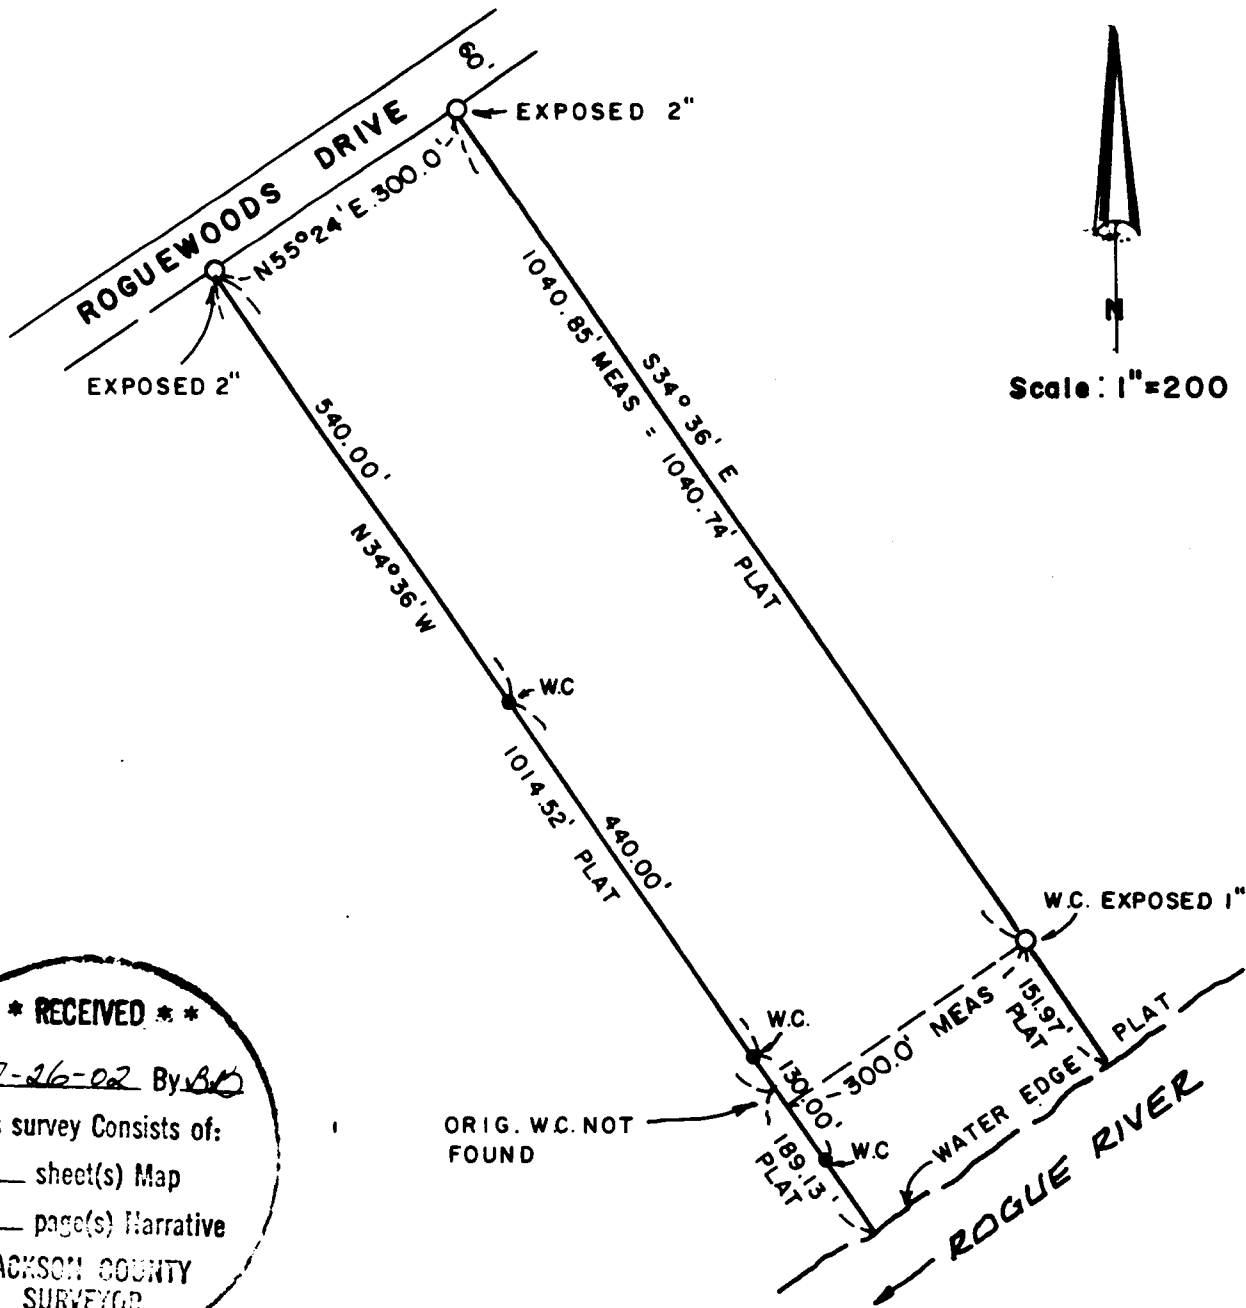 60'
ROGUEWOODS DRIVE
EXPOSED 2"
N55°24'E 300.0'
EXPOSED 2"
N
Scale: 1"=200
1040.85' MEAS = 1040.74' PLAT
S34°36' E
540.00'
N34°36'W
W.C
1014.52' PLAT
440.00'
W.C. EXPOSED 1"
W.C.
130.00'
300.0' MEAS
151.97'
PLAT
ORIG. W.C. NOT
FOUND
189.13'
PLAT
W.C
WATER EDGE PLAT
ROGUE RIVER
* RECEIVED * *
-26-02 By
survey Consists of:
sheet(s) Map
page(s) Narrative
JACKSON COUNTY
SURVEYOR